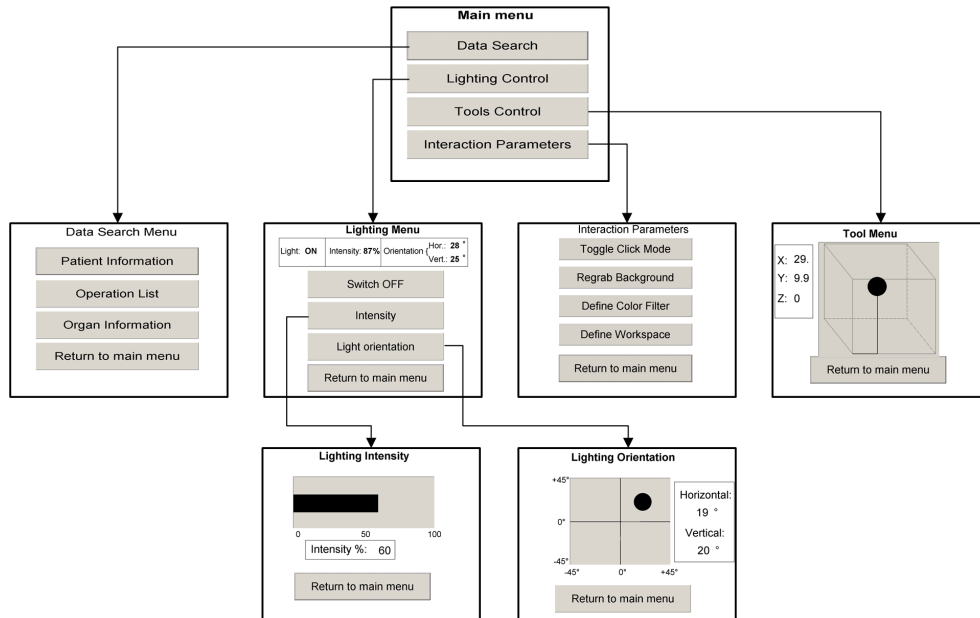 Main menu
Data Search
Lighting Control
Tools Control
Interaction Parameters
Data Search Menu
Patient Information
Operation List
Organ Information
Return to main menu
Lighting Menu
Light: ON Intensity: 87% Orientation { Hor.: 28 °
Vert.: 25 °
Switch OFF
Intensity
Light orientation
Return to main menu
Interaction Parameters
Toggle Click Mode
Regrab Background
Define Color Filter
Define Workspace
Return to main menu
Tool Menu
X: 29.
Y: 9.9
Z: 0
Return to main menu
Lighting Intensity
0 50 100
Intensity %: 60
Return to main menu
Lighting Orientation
+45°
0°
-45°
-45° 0° +45°
Horizontal:
19 °
Vertical:
20 °
Return to main menu